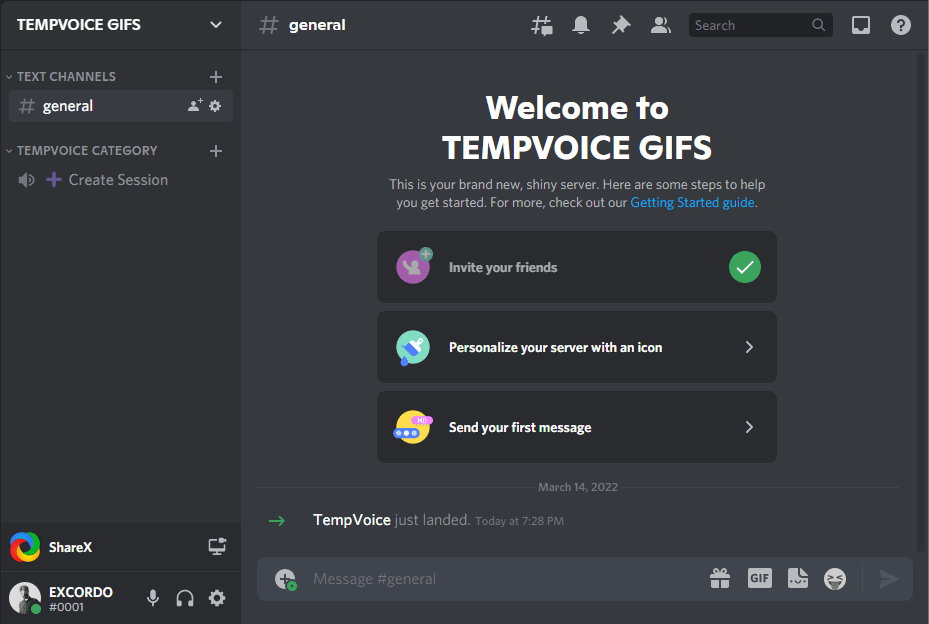 TEMPVOICE GIFS
general
Search
TEXT CHANNELS
general
TEMPVOICE CATEGORY
Create Session
Welcome to
TEMPVOICE GIFS
This is your brand new, shiny server. Here are some steps to help
you get started. For more, check out our Getting Started guide.
Invite your friends
Personalize your server with an icon
HI!
Send your first message
March 14, 2022
TempVoice just landed. Today at 7:28 PM
ShareX
EXCORDO
#0001
Message #general
GIF